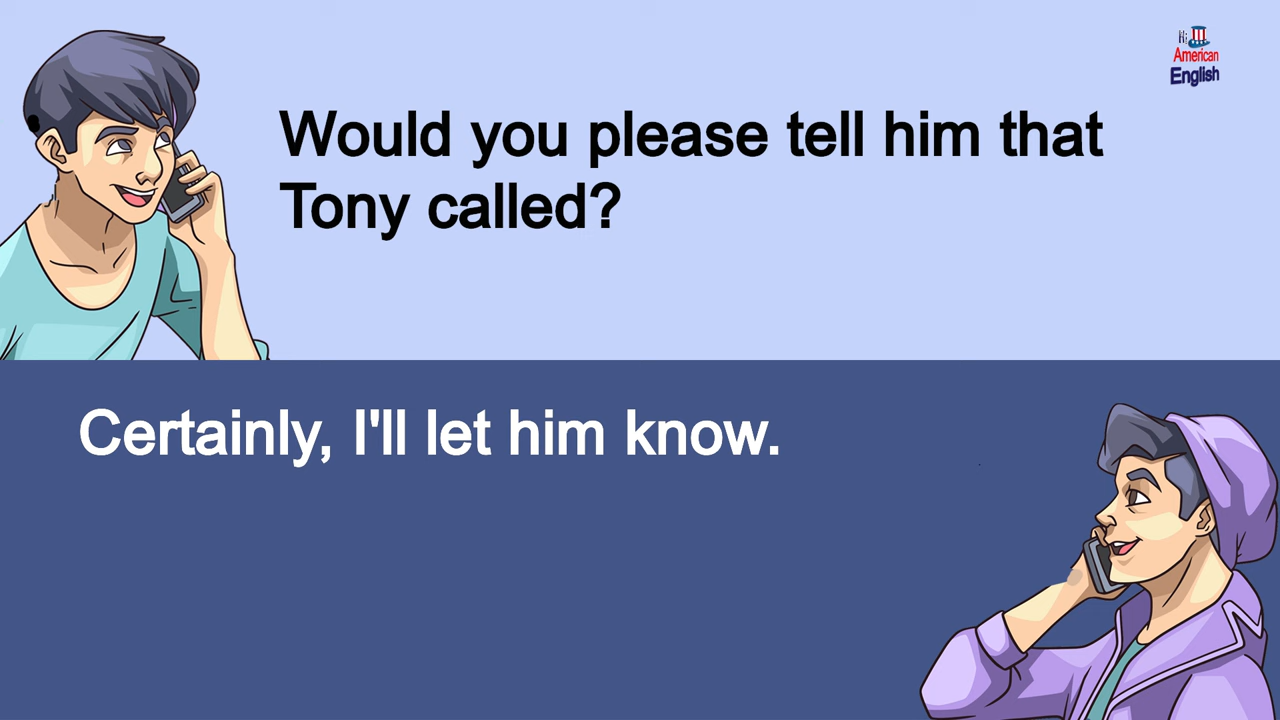 Hi
American
English
Would you please tell him that
Tony called?
Certainly, I'll let him know.